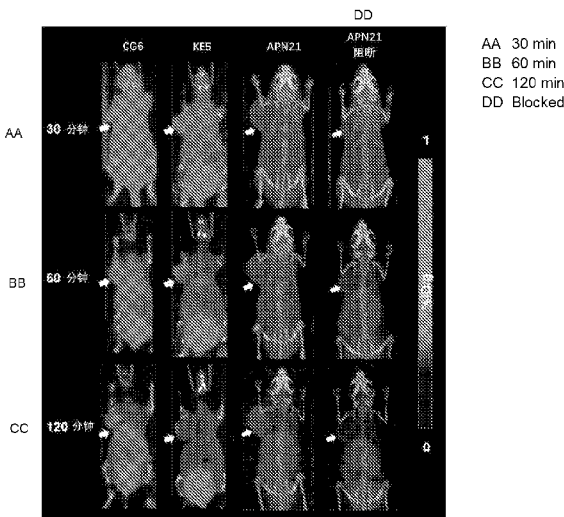 DD
CG6 KE5 APN21 APN21
阻断
AA 30 min
BB 60 min
CC 120 min
DD Blocked
AA 30 分钟
1
BB 60 分钟
CC 120 分钟
0